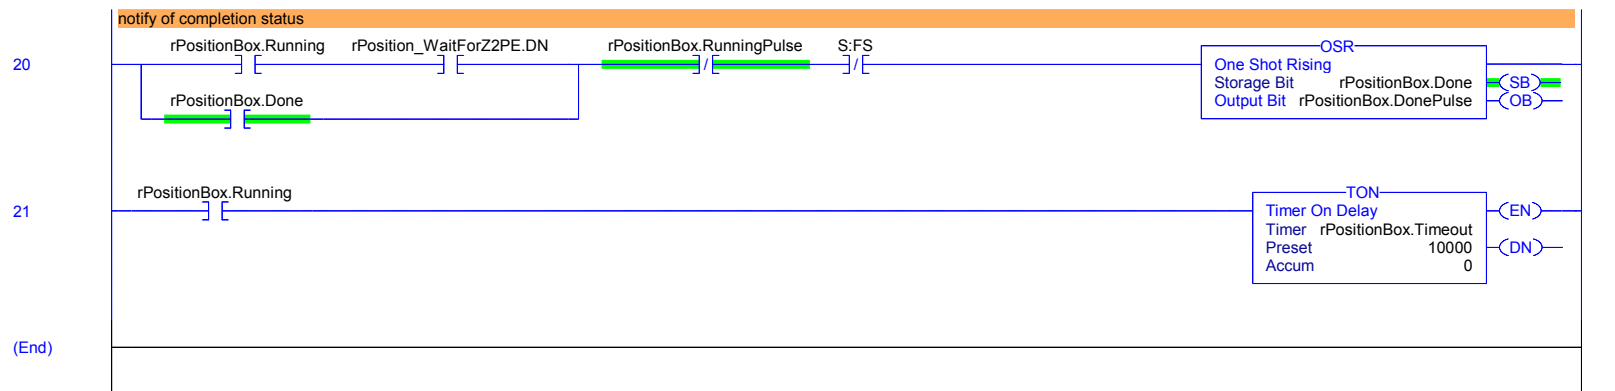 notify of completion status
rPositionBox.Running rPosition_WaitForZ2PE.DN rPositionBox.RunningPulse S:FS OSR
20 One Shot Rising
Storage Bit rPositionBox.Done SB
rPositionBox.Done Output Bit rPositionBox.DonePulse OB
rPositionBox.Running TON
21 Timer On Delay EN
Timer rPositionBox.Timeout
Preset 10000 DN
Accum 0
(End)